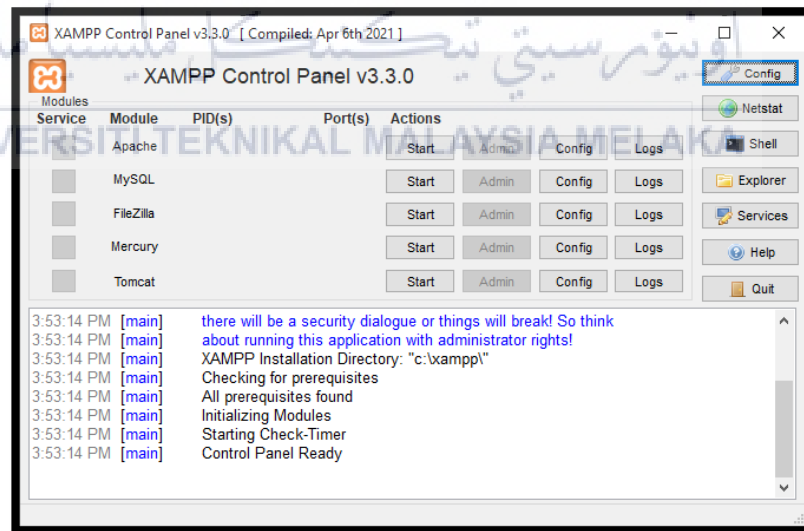 XAMPP Control Panel v3.3.0 [ Compiled: Apr 6th 2021 ]
اونيۏرسيتي تيكنيكل مليسيا
XAMPP Control Panel v3.3.0
Config
Modules
Service Module PID(s) Port(s) Actions
Netstat
TEKNIKAL MALAYSIA MELAKA
Apache Start Admin Config Logs
Shell
MySQL Start Admin Config Logs
Explorer
FileZilla Start Admin Config Logs
Services
Mercury Start Admin Config Logs
Help
Tomcat Start Admin Config Logs
Quit
3:53:14 PM [main] there will be a security dialogue or things will break! So think
3:53:14 PM [main] about running this application with administrator rights!
3:53:14 PM [main] XAMPP Installation Directory: "c:\xampp\"
3:53:14 PM [main] Checking for prerequisites
3:53:14 PM [main] All prerequisites found
3:53:14 PM [main] Initializing Modules
3:53:14 PM [main] Starting Check-Timer
3:53:14 PM [main] Control Panel Ready